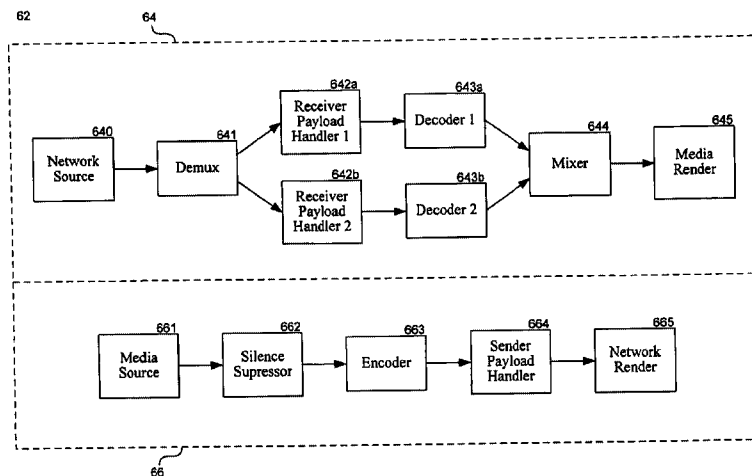 62
64
642a
Receiver
Payload
Handler 1
643a
Decoder 1
640
Network
Source
641
Demux
644
Mixer
645
Media
Render
642b
Receiver
Payload
Handler 2
643b
Decoder 2
661
Media
Source
662
Silence
Supressor
663
Encoder
664
Sender
Payload
Handler
665
Network
Render
66